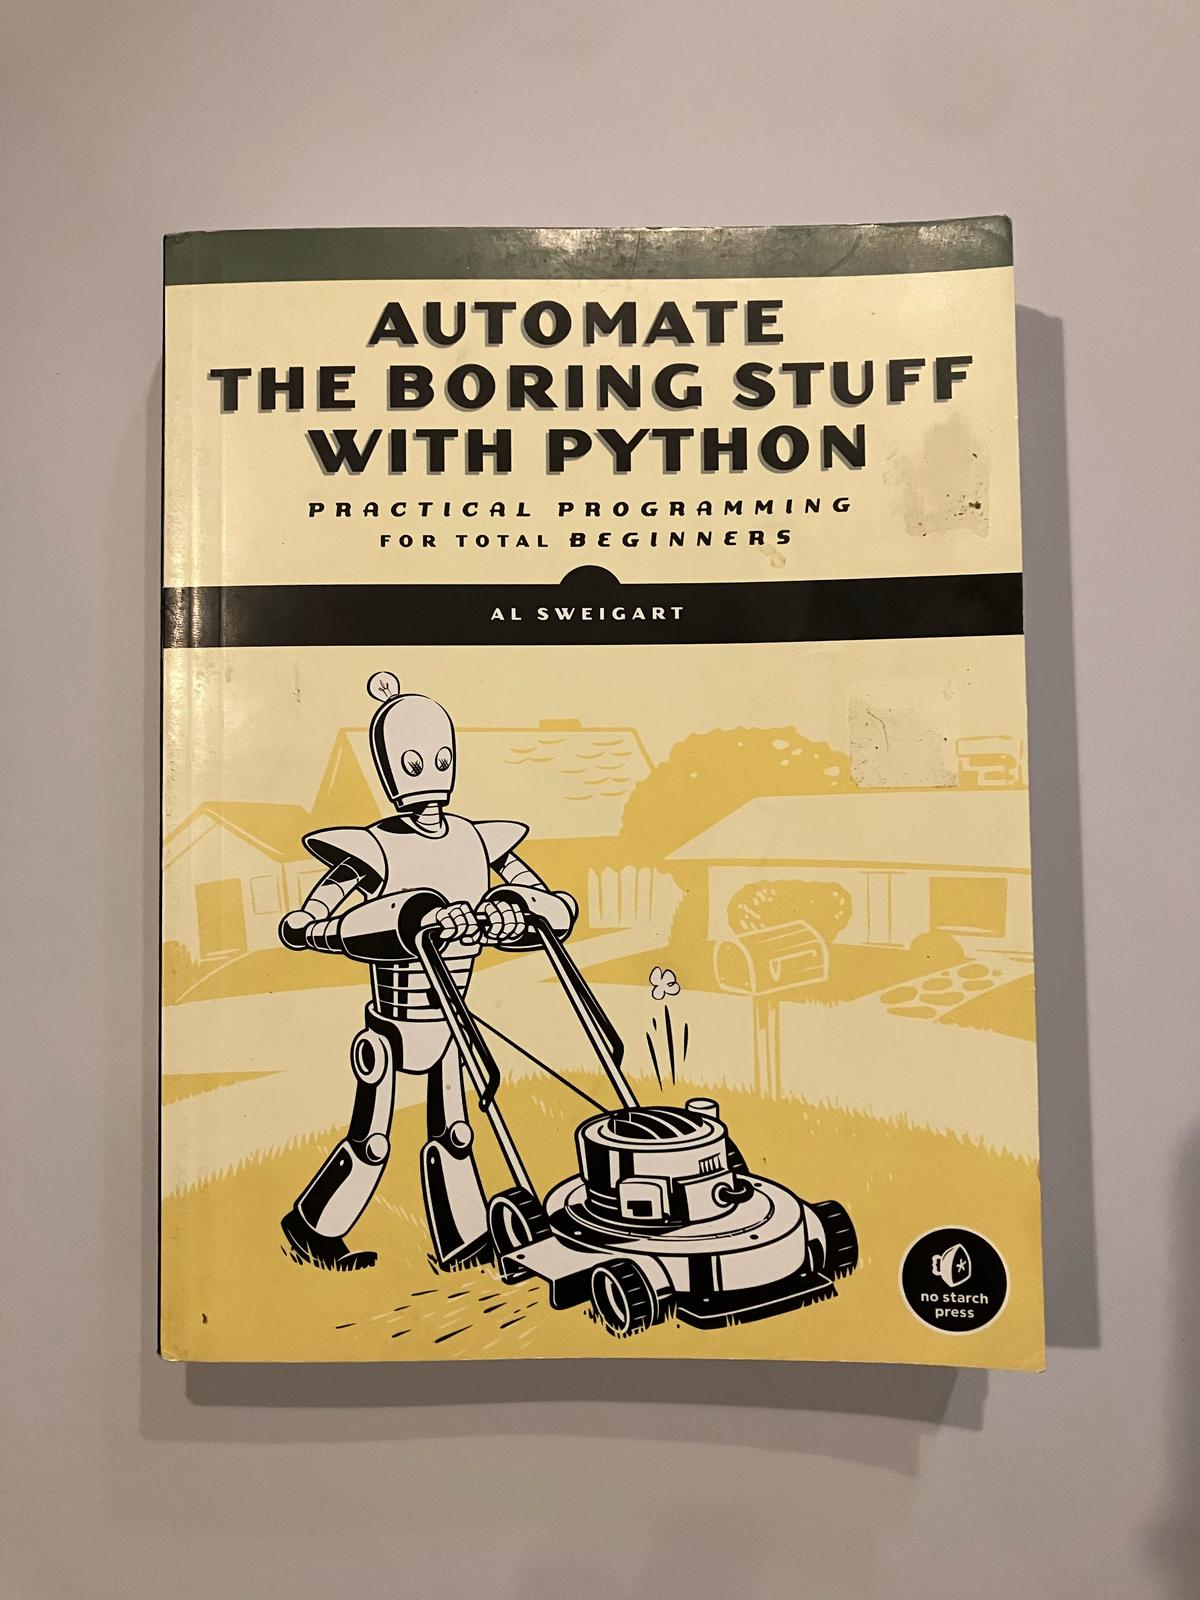 AUTOMATE
THE BORING STUFF
WITH PYTHON
PRACTICAL PROGRAMMING
FOR TOTAL BEGINNERS
AL SWEIGART
no starch
press